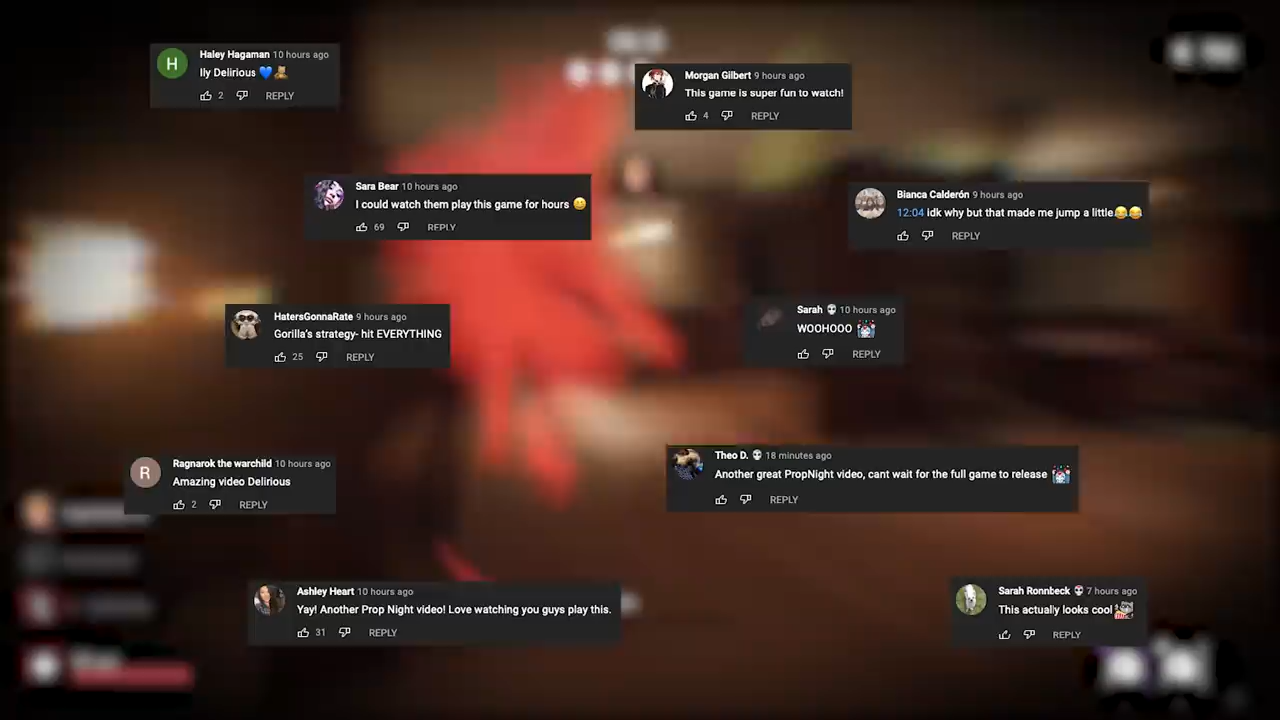 Haley Hagaman 10 hours ago
Ily Delirious 💙🧸
2 REPLY
Morgan Gilbert 9 hours ago
This game is super fun to watch!
4 REPLY
Sara Bear 10 hours ago
I could watch them play this game for hours 😀
69 REPLY
Bianca Calderón 9 hours ago
12:04 idk why but that made me jump a little😂😂
REPLY
HatersGonnaRate 9 hours ago
Gorilla's strategy- hit EVERYTHING
25 REPLY
Sarah 10 hours ago
WOOHOOO
REPLY
Ragnarok the warchild 10 hours ago
Amazing video Delirious
2 REPLY
Theo D. 18 minutes ago
Another great PropNight video, cant wait for the full game to release
REPLY
Ashley Heart 10 hours ago
Yay! Another Prop Night video! Love watching you guys play this.
31 REPLY
Sarah Ronnbeck 7 hours ago
This actually looks cool
REPLY
H
R